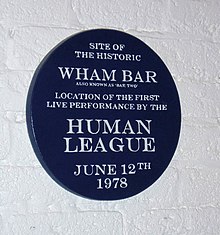 SITE OF
THE HISTORIC
WHAM BAR
ALSO KNOWN AS 'BAR TWO'
LOCATION OF THE FIRST
LIVE PERFORMANCE BY THE
HUMAN
LEAGUE
JUNE 12TH
1978